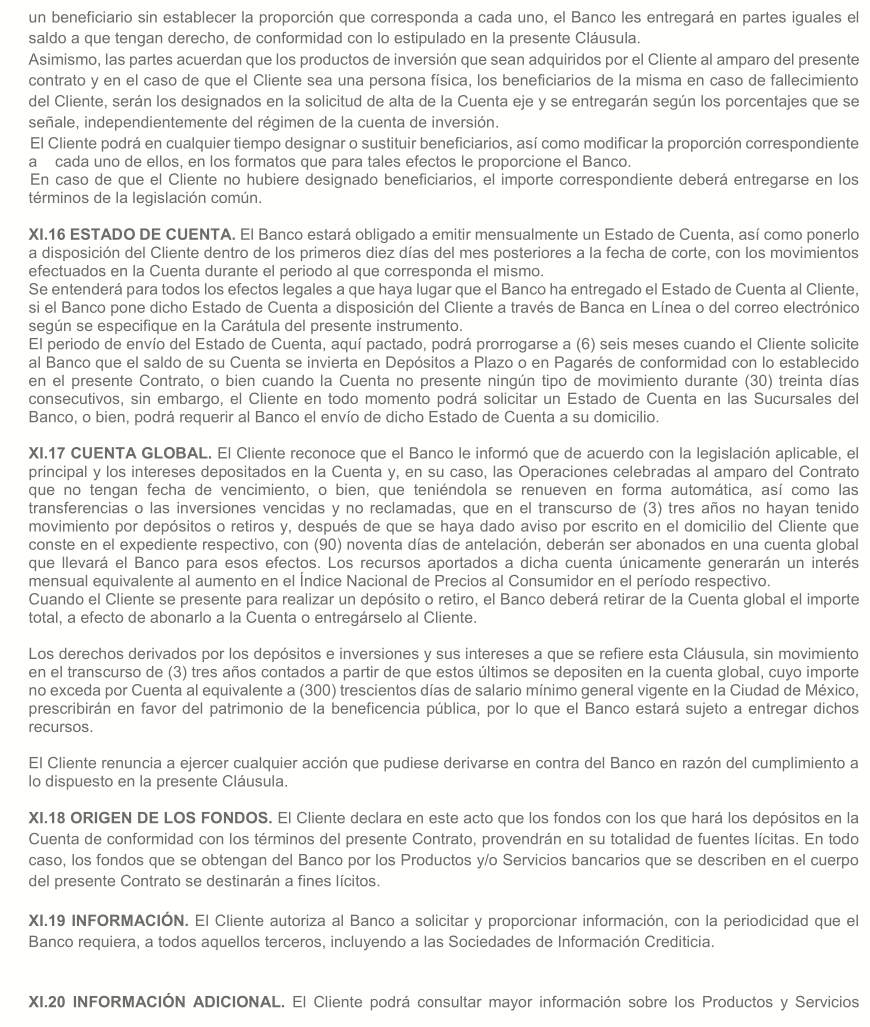 un beneficiario sin establecer la proporción que corresponda a cada uno, el Banco les entregará en partes iguales el
saldo a que tengan derecho, de conformidad con lo estipulado en la presente Cláusula.
Asimismo, las partes acuerdan que los productos de inversión que sean adquiridos por el Cliente al amparo del presente
contrato y en el caso de que el Cliente sea una persona física, los beneficiarios de la misma en caso de fallecimiento
del Cliente, serán los designados en la solicitud de alta de la Cuenta eje y se entregarán según los porcentajes que se
señale, independientemente del régimen de la cuenta de inversión.
El Cliente podrá en cualquier tiempo designar o sustituir beneficiarios, así como modificar la proporción correspondiente
a cada uno de ellos, en los formatos que para tales efectos le proporcione el Banco.
En caso de que el Cliente no hubiere designado beneficiarios, el importe correspondiente deberá entregarse en los
términos de la legislación común.
XI.16 ESTADO DE CUENTA. El Banco estará obligado a emitir mensualmente un Estado de Cuenta, así como ponerlo
a disposición del Cliente dentro de los primeros diez días del mes posteriores a la fecha de corte, con los movimientos
efectuados en la Cuenta durante el periodo al que corresponda el mismo.
Se entenderá para todos los efectos legales a que haya lugar que el Banco ha entregado el Estado de Cuenta al Cliente,
si el Banco pone dicho Estado de Cuenta a disposición del Cliente a través de Banca en Línea o del correo electrónico
según se especifique en la Carátula del presente instrumento.
El periodo de envío del Estado de Cuenta, aquí pactado, podrá prorrogarse a (6) seis meses cuando el Cliente solicite
al Banco que el saldo de su Cuenta se invierta en Depósitos a Plazo o en Pagarés de conformidad con lo establecido
en el presente Contrato, o bien cuando la Cuenta no presente ningún tipo de movimiento durante (30) treinta días
consecutivos, sin embargo, el Cliente en todo momento podrá solicitar un Estado de Cuenta en las Sucursales del
Banco, o bien, podrá requerir al Banco el envío de dicho Estado de Cuenta a su domicilio.
XI.17 CUENTA GLOBAL. El Cliente reconoce que el Banco le informó que de acuerdo con la legislación aplicable, el
principal y los intereses depositados en la Cuenta y, en su caso, las Operaciones celebradas al amparo del Contrato
que no tengan fecha de vencimiento, o bien, que teniéndola se renueven en forma automática, así como las
transferencias o las inversiones vencidas y no reclamadas, que en el transcurso de (3) tres años no hayan tenido
movimiento por depósitos o retiros y, después de que se haya dado aviso por escrito en el domicilio del Cliente que
conste en el expediente respectivo, con (90) noventa días de antelación, deberán ser abonados en una cuenta global
que llevará el Banco para esos efectos. Los recursos aportados a dicha cuenta únicamente generarán un interés
mensual equivalente al aumento en el Índice Nacional de Precios al Consumidor en el período respectivo.
Cuando el Cliente se presente para realizar un depósito o retiro, el Banco deberá retirar de la Cuenta global el importe
total, a efecto de abonarlo a la Cuenta o entregárselo al Cliente.
Los derechos derivados por los depósitos e inversiones y sus intereses a que se refiere esta Cláusula, sin movimiento
en el transcurso de (3) tres años contados a partir de que estos últimos se depositen en la cuenta global, cuyo importe
no exceda por Cuenta al equivalente a (300) trescientos días de salario mínimo general vigente en la Ciudad de México,
prescribirán en favor del patrimonio de la beneficencia pública, por lo que el Banco estará sujeto a entregar dichos
recursos.
El Cliente renuncia a ejercer cualquier acción que pudiese derivarse en contra del Banco en razón del cumplimiento a
lo dispuesto en la presente Cláusula.
XI.18 ORIGEN DE LOS FONDOS. El Cliente declara en este acto que los fondos con los que hará los depósitos en la
Cuenta de conformidad con los términos del presente Contrato, provendrán en su totalidad de fuentes lícitas. En todo
caso, los fondos que se obtengan del Banco por los Productos y/o Servicios bancarios que se describen en el cuerpo
del presente Contrato se destinarán a fines lícitos.
XI.19 INFORMACIÓN. El Cliente autoriza al Banco a solicitar y proporcionar información, con la periodicidad que el
Banco requiera, a todos aquellos terceros, incluyendo a las Sociedades de Información Crediticia.
XI.20 INFORMACIÓN ADICIONAL. El Cliente podrá consultar mayor información sobre los Productos y Servicios